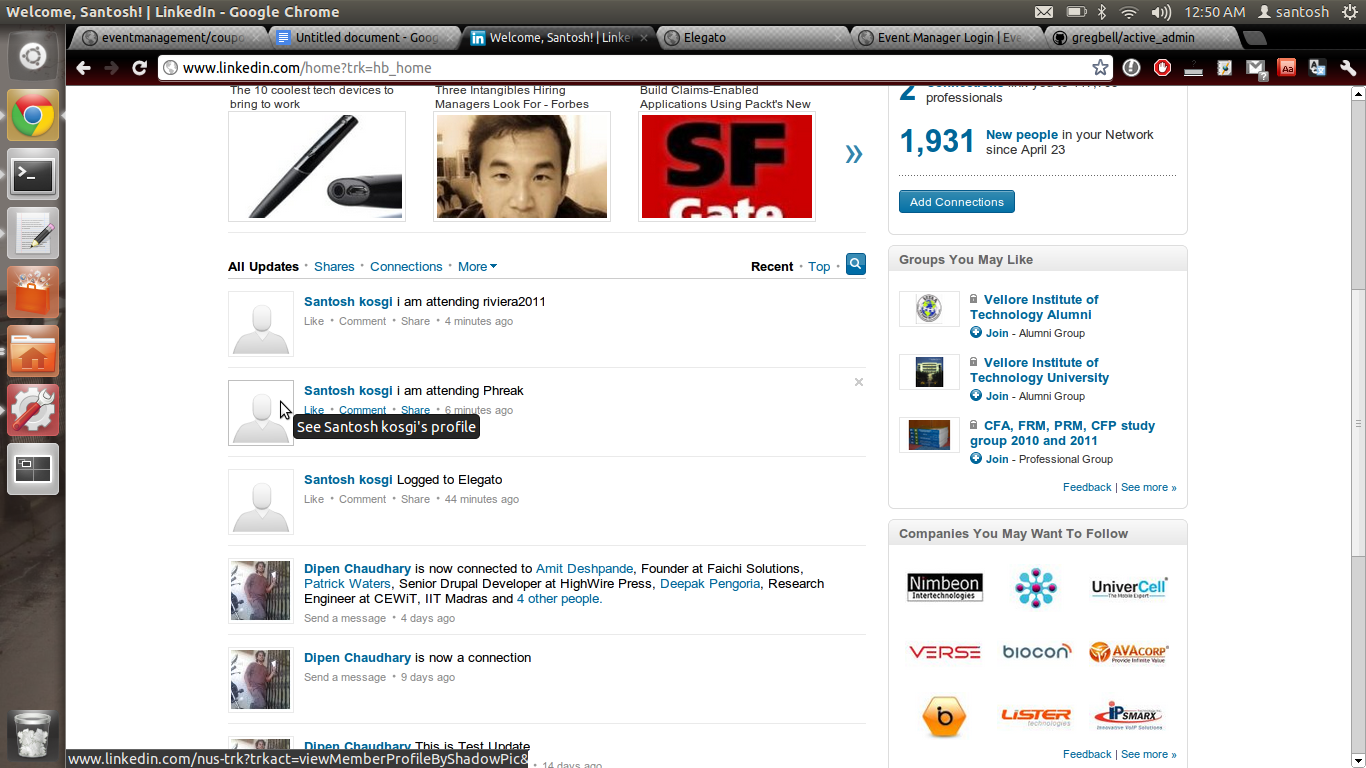 Welcome, Santosh! | LinkedIn - Google Chrome
12:50 AM santosh
eventmanagement/coupo
Untitled document - Goog
Welcome, Santosh! | Linke
Elegato
Event Manager Login | Eve
gregbell/active_admin
www.linkedin.com/home?trk=hb_home
The 10 coolest tech devices to
bring to work
Three Intangibles Hiring
Managers Look For - Forbes
Build Claims-Enabled
Applications Using Packt's New
SF
Gate
»
2
professionals
1,931 New people in your Network
since April 23
Add Connections
All Updates • Shares • Connections • More
Recent • Top •
Santosh kosgi i am attending riviera2011
Like • Comment • Share • 4 minutes ago
Santosh kosgi i am attending Phreak
Like • Comment • Share • 6 minutes ago
See Santosh kosgi's profile
Santosh kosgi Logged to Elegato
Like • Comment • Share • 44 minutes ago
Dipen Chaudhary is now connected to Amit Deshpande, Founder at Faichi Solutions,
Patrick Waters, Senior Drupal Developer at HighWire Press, Deepak Pengoria, Research
Engineer at CEWiT, IIT Madras and 4 other people.
Send a message • 4 days ago
Dipen Chaudhary is now a connection
Send a message • 9 days ago
Dipen Chaudhary This is Test Update
• 14 days ago
Groups You May Like
Vellore Institute of
Technology Alumni
Join - Alumni Group
Vellore Institute of
Technology University
Join - Alumni Group
CFA, FRM, PRM, CFP study
group 2010 and 2011
Join - Professional Group
Feedback | See more »
Companies You May Want To Follow
Nimbeon
Intertechnologies
UniverCell
The Mobile Expert
VERSE
biocon
AVACORP
Provide Infinite Value
b
LISTER
technologies
IPSMARX
Innovative VoIP Solutions
Feedback | See more »
www.linkedin.com/nus-trk?trkact=viewMemberProfileByShadowPic&